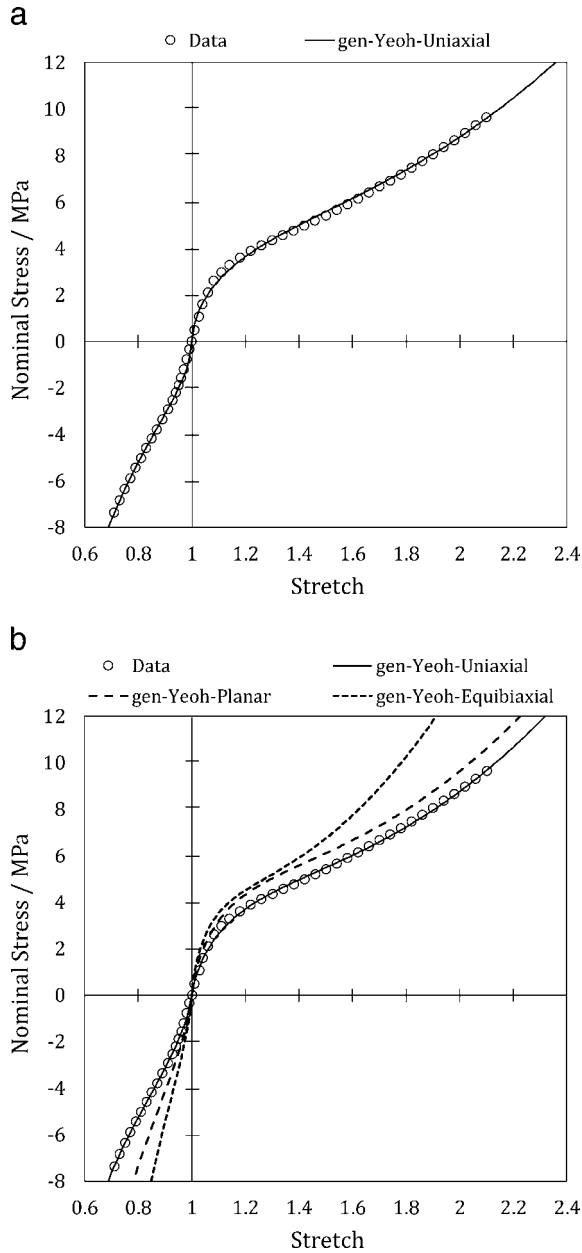 a
Data gen-Yeoh-Uniaxial
12
10
8
6
4
2
0
-2
-4
-6
-8
Nominal Stress / MPa
0.6 0.8 1 1.2 1.4 1.6 1.8 2 2.2 2.4
Stretch
b
Data gen-Yeoh-Uniaxial
gen-Yeoh-Planar gen-Yeoh-Equibiaxial
12
10
8
6
4
2
0
-2
-4
-6
-8
Nominal Stress / MPa
0.6 0.8 1 1.2 1.4 1.6 1.8 2 2.2 2.4
Stretch